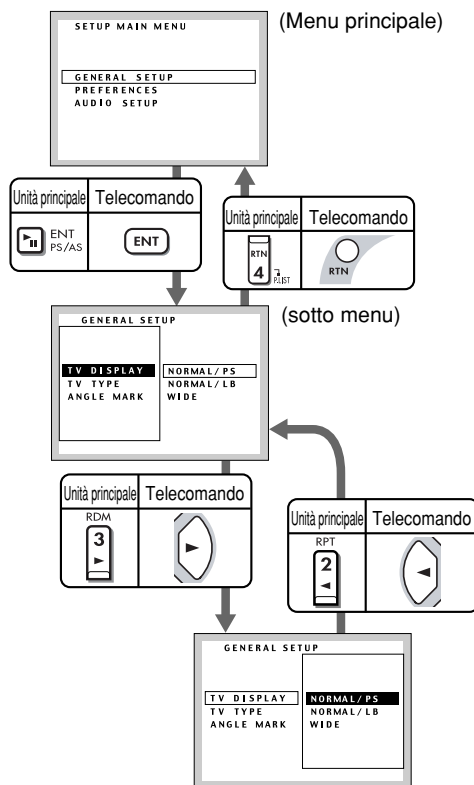 SETUP MAIN MENU
(Menu principale)
GENERAL SETUP
PREFERENCES
AUDIO SETUP
Unità principale
Telecomando
ENT
PS/AS
ENT
Unità principale
Telecomando
RTN
4
P.LIST
RTN
(sotto menu)
GENERAL SETUP
TV DISPLAY NORMAL/PS
TV TYPE NORMAL/LB
ANGLE MARK WIDE
Unità principale
Telecomando
RDM
3
Unità principale
Telecomando
RPT
2
GENERAL SETUP
TV DISPLAY NORMAL/PS
TV TYPE NORMAL/LB
ANGLE MARK WIDE